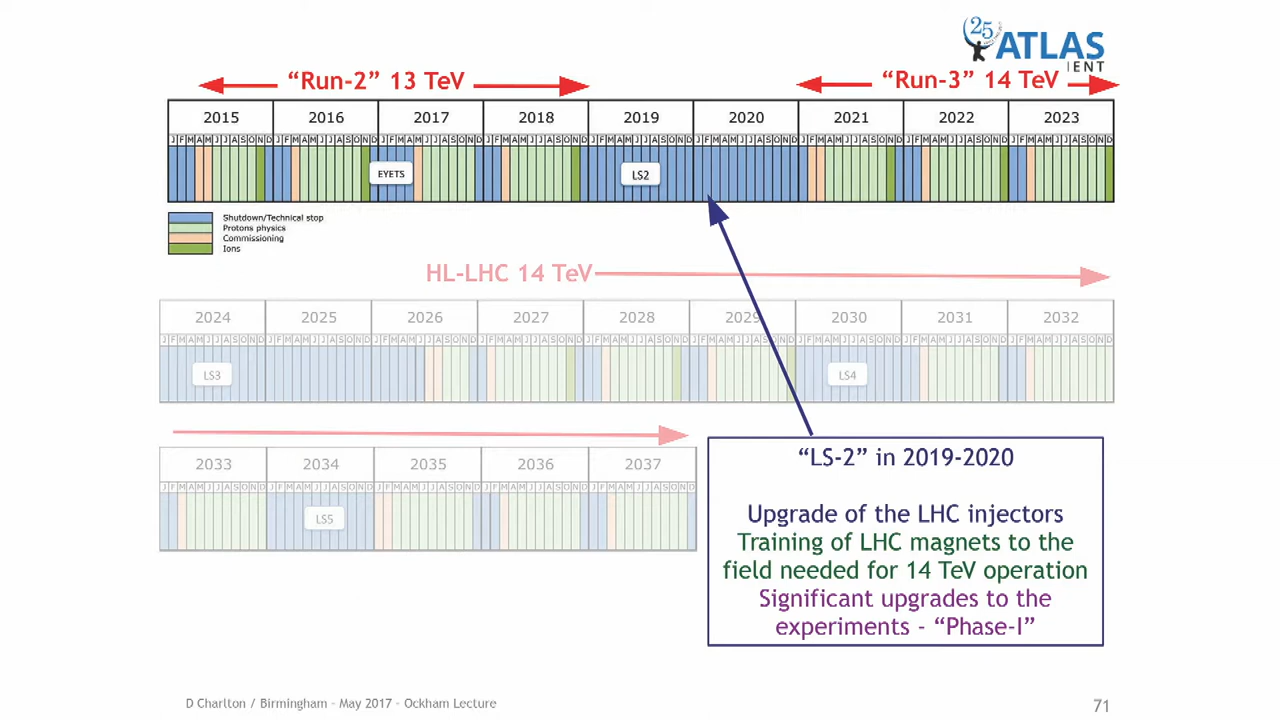 25
ATLAS
IENT
“Run-2” 13 TeV
“Run-3” 14 TeV
2015 2016 2017 2018 2019 2020 2021 2022 2023
J F M A M J J A S O N D J F M A M J J A S O N D J F M A M J J A S O N D J F M A M J J A S O N D J F M A M J J A S O N D J F M A M J J A S O N D J F M A M J J A S O N D J F M A M J J A S O N D J F M A M J J A S O N D
EYETS
LS2
Shutdown/Technical stop
Protons physics
Commissioning
Ions
HL-LHC 14 TeV
2024 2025 2026 2027 2028 2029 2030 2031 2032
J F M A M J J A S O N D J F M A M J J A S O N D J F M A M J J A S O N D J F M A M J J A S O N D J F M A M J J A S O N D J F M A M J J A S O N D J F M A M J J A S O N D J F M A M J J A S O N D J F M A M J J A S O N D
LS3
LS4
2033 2034 2035 2036 2037
J F M A M J J A S O N D J F M A M J J A S O N D J F M A M J J A S O N D J F M A M J J A S O N D J F M A M J J A S O N D
LS5
“LS-2” in 2019-2020
Upgrade of the LHC injectors
Training of LHC magnets to the
field needed for 14 TeV operation
Significant upgrades to the
experiments - “Phase-I”
D Charlton / Birmingham – May 2017 – Ockham Lecture
71